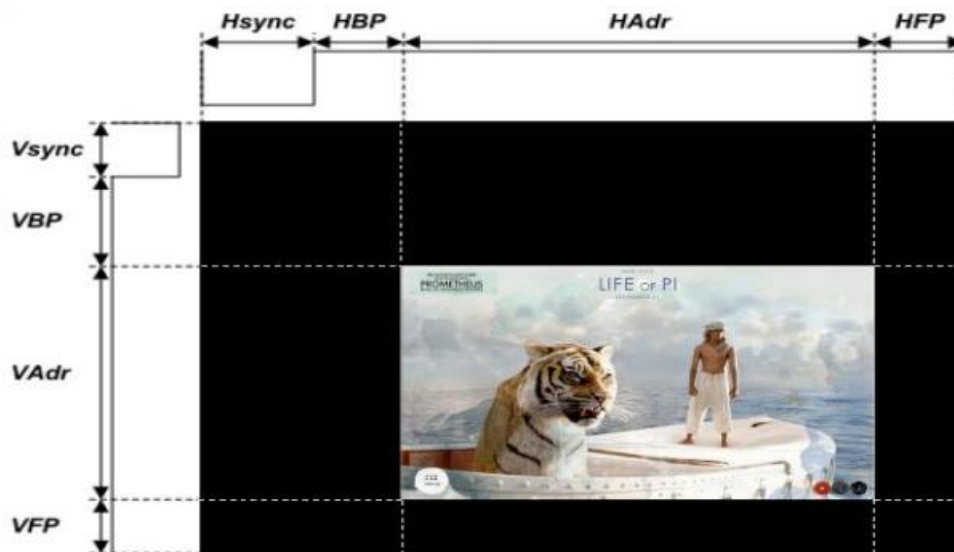 Hsync HBP HAdr HFP
Vsync
VBP
PROMETHEUS
LIFE OF PI
VAdr
VFP